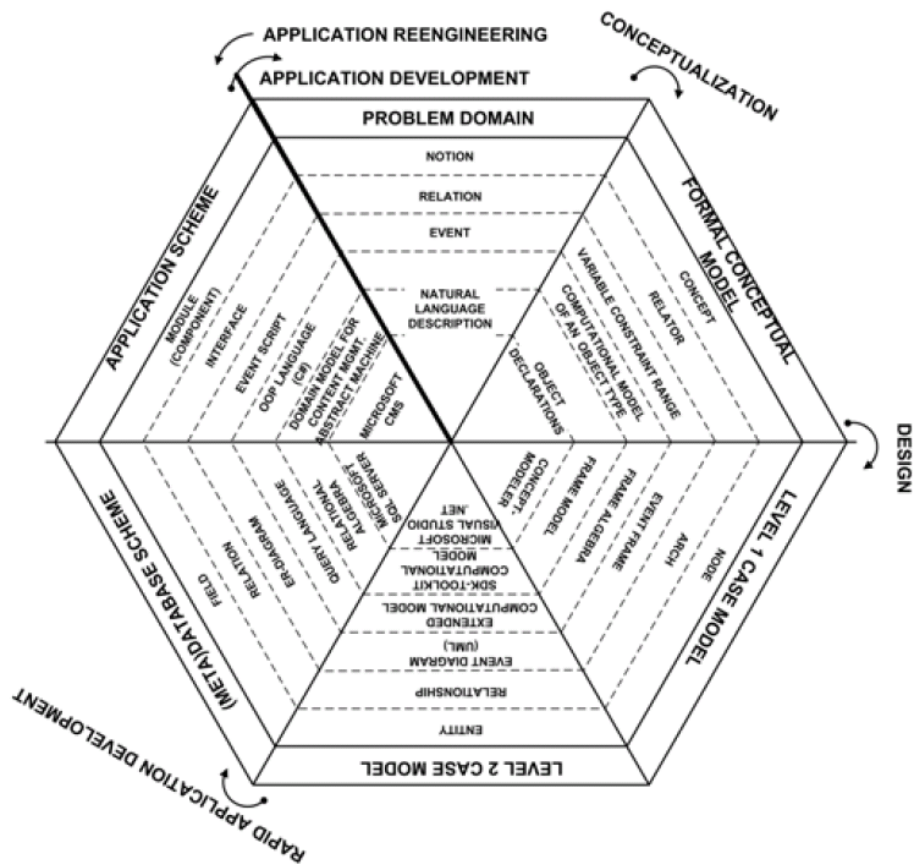 APPLICATION REENGINEERING
APPLICATION DEVELOPMENT
CONCEPTUALIZATION
PROBLEM DOMAIN
NOTION
RELATION
EVENT
NATURAL
LANGUAGE
DESCRIPTION
FORMAL CONCEPTUAL
MODEL
CONCEPT
RELATOR
VARIABLE CONSTRAINT RANGE
COMPUTATIONAL MODEL
OF AN OBJECT TYPE
OBJECT
DECLARATIONS
DESIGN
LEVEL 1 CASE MODEL
NODE
ARCH
EVENT FRAME
FRAME ALGEBRA
FRAME MODEL
CONCEPT-
MODELER
LEVEL 2 CASE MODEL
ENTITY
RELATIONSHIP
EVENT DIAGRAM
(UML)
EXTENDED
COMPUTATIONAL MODEL
SDK-TOOLKIT
COMPUTATIONAL
MODEL
MICROSOFT
VISUAL STUDIO
.NET
RAPID APPLICATION DEVELOPMENT
(META)DATABASE SCHEME
FIELD
RELATION
ER-DIAGRAM
QUERY LANGUAGE
RELATIONAL
ALGEBRA
MICROSOFT
SQL SERVER
APPLICATION SCHEME
MODULE
(COMPONENT)
INTERFACE
EVENT SCRIPT
OOP LANGUAGE
(C#)
DOMAIN MODEL FOR
CONTENT MGMT.
ABSTRACT MACHINE
MICROSOFT
CMS